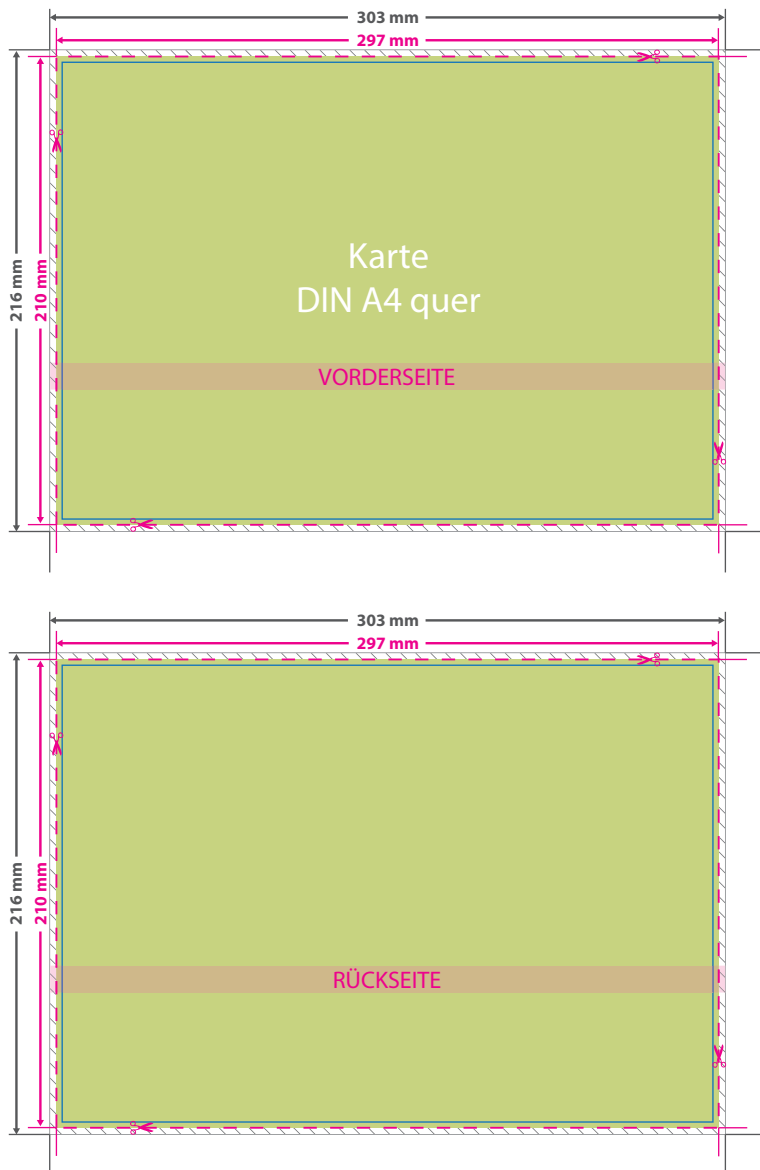 303 mm
297 mm
216 mm
210 mm
Karte
DIN A4 quer
VORDERSEITE
303 mm
297 mm
216 mm
210 mm
RÜCKSEITE